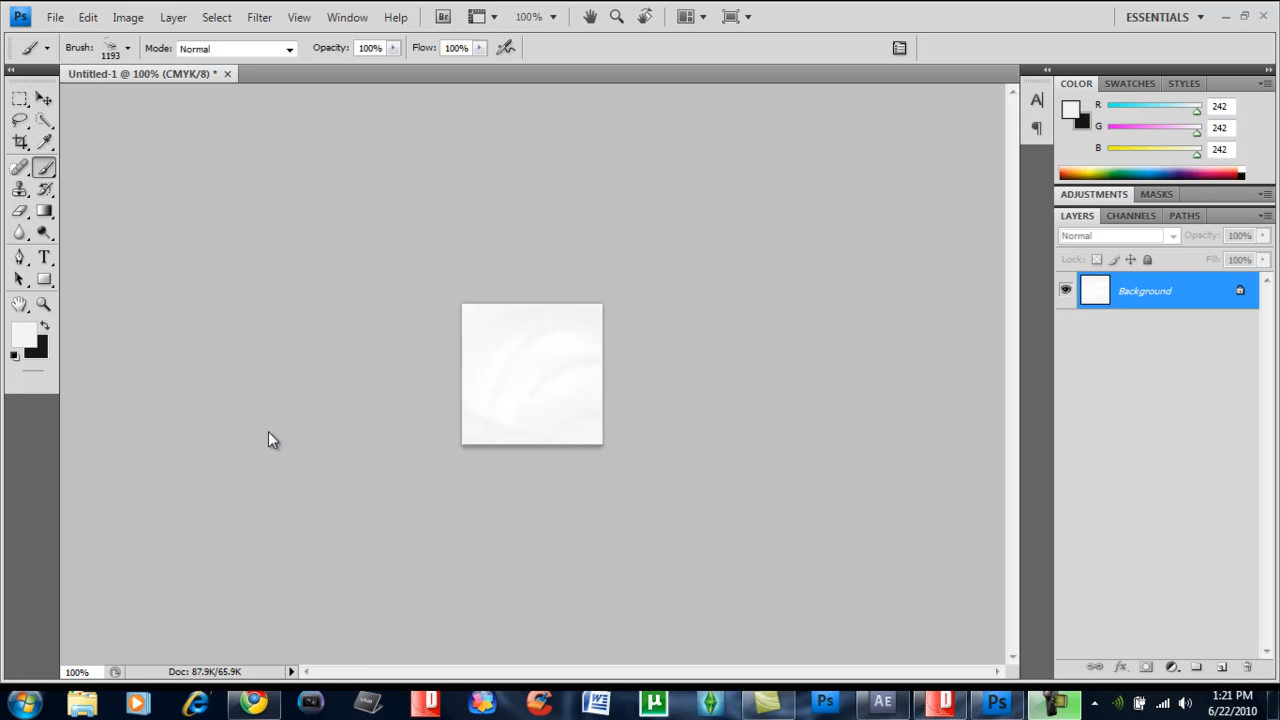 Ps File Edit Image Layer Select Filter View Window Help Br 100% ESSENTIALS
Brush: 1193 Mode: Normal Opacity: 100% Flow: 100%
Untitled-1 @ 100% (CMYK/8) *
COLOR SWATCHES STYLES
R 242
G 242
B 242
ADJUSTMENTS MASKS
LAYERS CHANNELS PATHS
Normal Opacity: 100%
Lock: Fill: 100%
Background
100% Doc: 87.9K/65.9K
Ps AE Ps
1:21 PM
6/22/2010